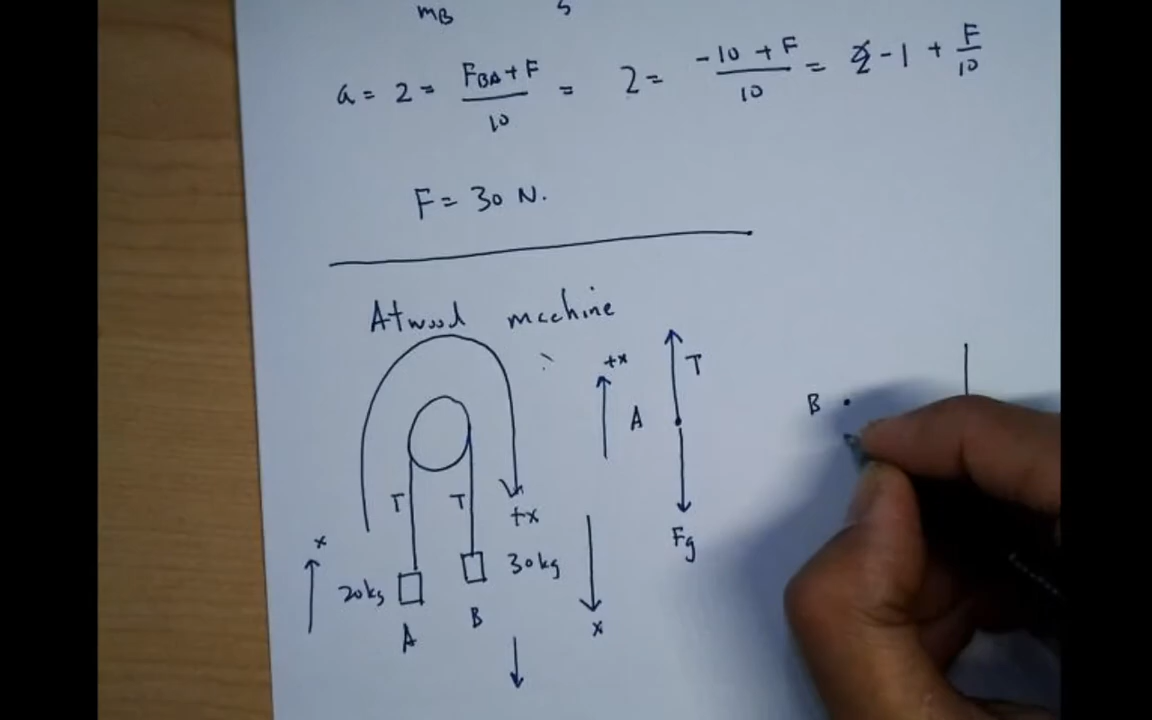 mB 5
a = 2 = (FBA + F)/10 = 2 = (-10 + F)/10 = 2 - 1 + F/10
F = 30 N.
Atwood machine
+x
T
A
B
T T
+x
x
Fg
20kg
30kg
A
B
x